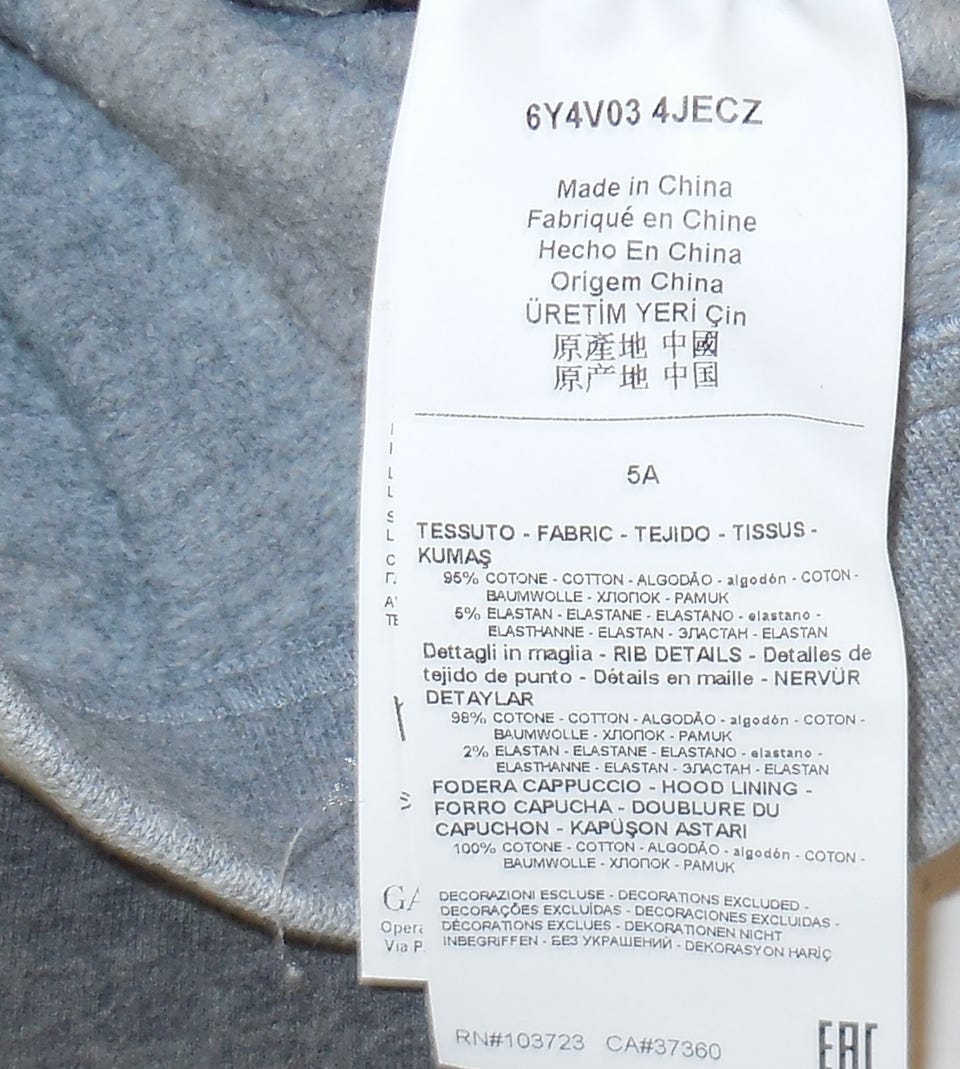 6Y4V03 4JECZ
Made in China
Fabriqué en Chine
Hecho En China
Origem China
ÜRETİM YERİ Çin
原產地 中國
原产地 中国
5A
TESSUTO - FABRIC - TEJIDO - TISSUS -
KUMAŞ
95% COTONE - COTTON - ALGODÃO - algodón - COTON -
BAUMWOLLE - ХЛОПОК - PAMUK
5% ELASTAN - ELASTANE - ELASTANO - elastano -
ELASTHANNE - ELASTAN - ЭЛАСТАН - ELASTAN
Dettagli in maglia - RIB DETAILS - Detalles de
tejido de punto - Détails en maille - NERVÜR
DETAYLAR
98% COTONE - COTTON - ALGODÃO - algodón - COTON -
BAUMWOLLE - ХЛОПОК - PAMUK
2% ELASTAN - ELASTANE - ELASTANO - elastano -
ELASTHANNE - ELASTAN - ЭЛАСТАН - ELASTAN
FODERA CAPPUCCIO - HOOD LINING -
FORRO CAPUCHA - DOUBLURE DU
CAPUCHON - KAPÜŞON ASTARI
100% COTONE - COTTON - ALGODÃO - algodón - COTON -
BAUMWOLLE - ХЛОПОК - PAMUK
DECORAZIONI ESCLUSE - DECORATIONS EXCLUDED -
DECORAÇÕES EXCLUÍDAS - DECORACIONES EXCLUIDAS -
DÉCORATIONS EXCLUES - DEKORATIONEN NICHT
INBEGRIFFEN - БЕЗ УКРАШЕНИЙ - DEKORASYON HARİÇ
GA
Opera
Via P.
RN#103723 CA#37360
EAC